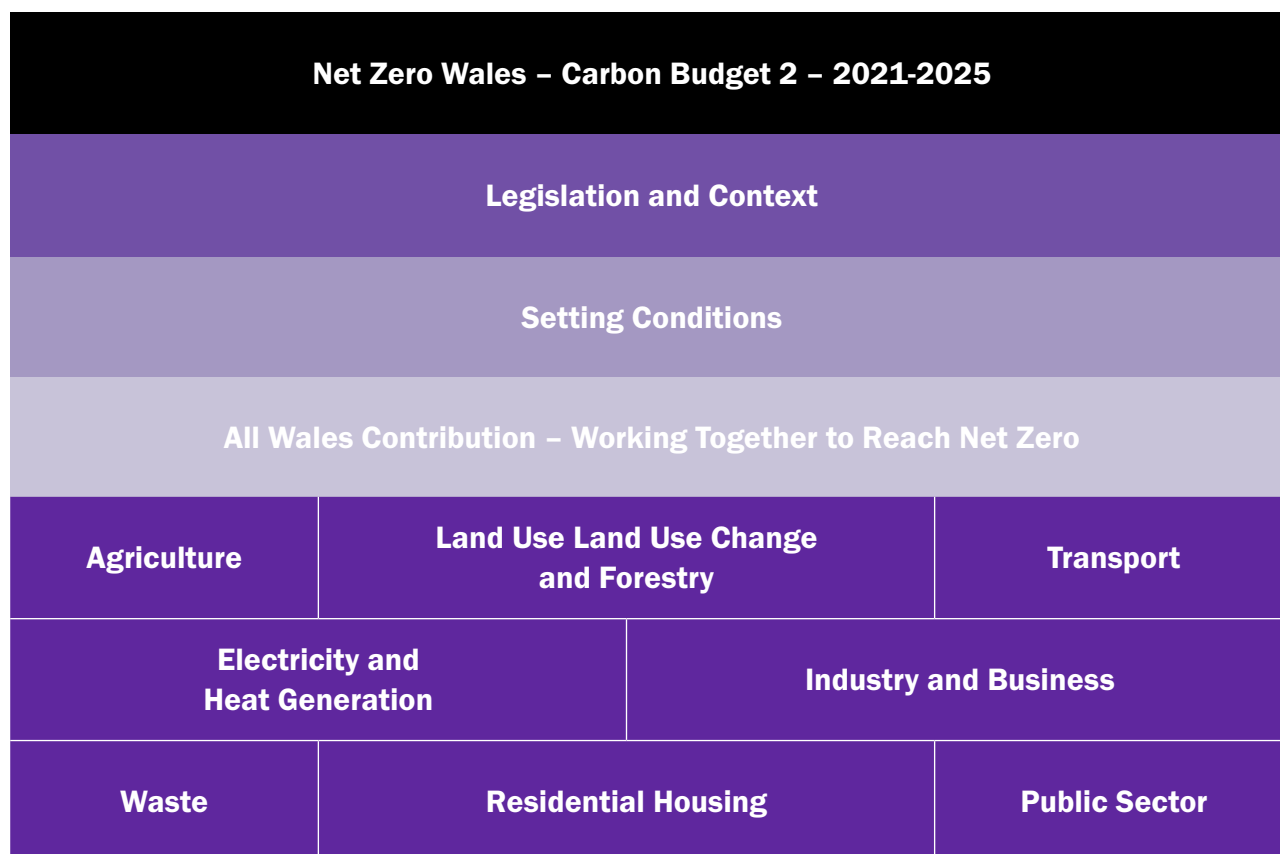 Net Zero Wales – Carbon Budget 2 – 2021-2025
Legislation and Context
Setting Conditions
All Wales Contribution – Working Together to Reach Net Zero
Agriculture
Land Use Land Use Change
and Forestry
Transport
Electricity and
Heat Generation
Industry and Business
Waste
Residential Housing
Public Sector